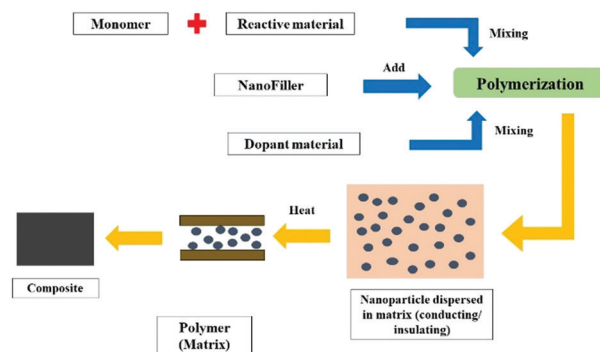 Monomer
Reactive material
Mixing
NanoFiller
Add
Polymerization
Dopant material
Mixing
Heat
Composite
Polymer
(Matrix)
Nanoparticle dispersed
in matrix (conducting/
insulating)